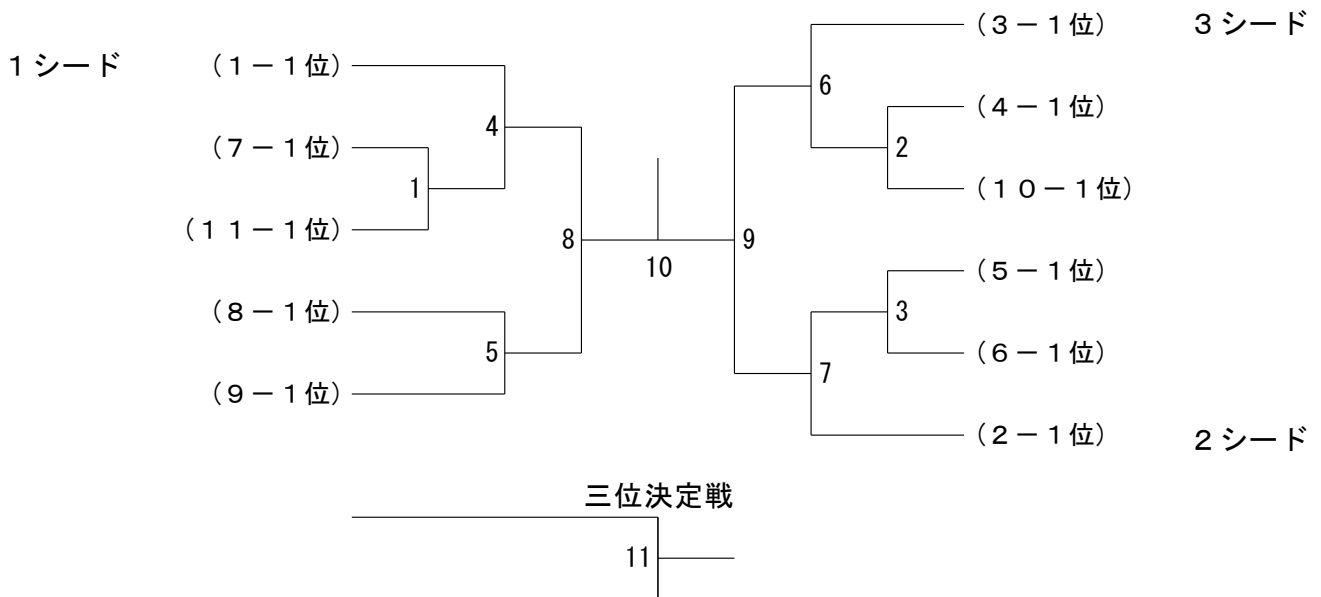 1シード
(1－1位)
4
(7－1位)
1
(11－1位)
8
(8－1位)
5
(9－1位)
10
(3－1位)
3シード
6
(4－1位)
2
(10－1位)
9
(5－1位)
3
(6－1位)
7
(2－1位)
2シード
三位決定戦
11